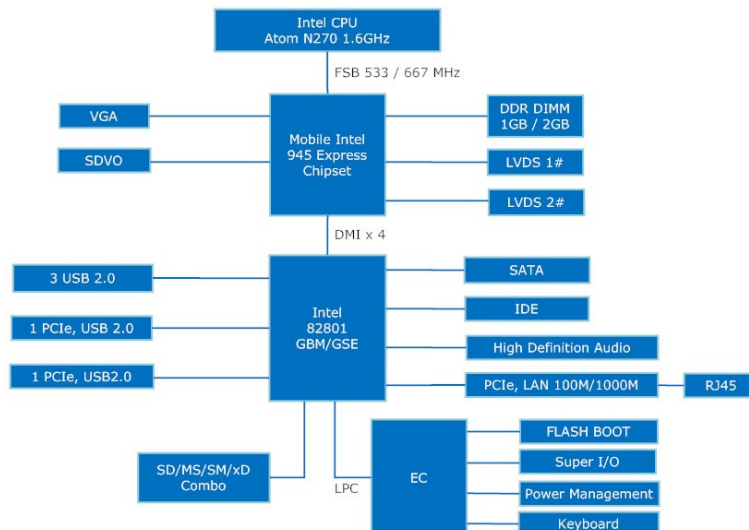 Intel CPU
Atom N270 1.6GHz
FSB 533 / 667 MHz
VGA
SDVO
Mobile Intel
945 Express
Chipset
DDR DIMM
1GB / 2GB
LVDS 1#
LVDS 2#
DMI x 4
3 USB 2.0
1 PCIe, USB 2.0
1 PCIe, USB2.0
Intel
82801
GBM/GSE
SATA
IDE
High Definition Audio
PCIe, LAN 100M/1000M
RJ45
SD/MS/SM/xD
Combo
LPC
EC
FLASH BOOT
Super I/O
Power Management
Keyboard